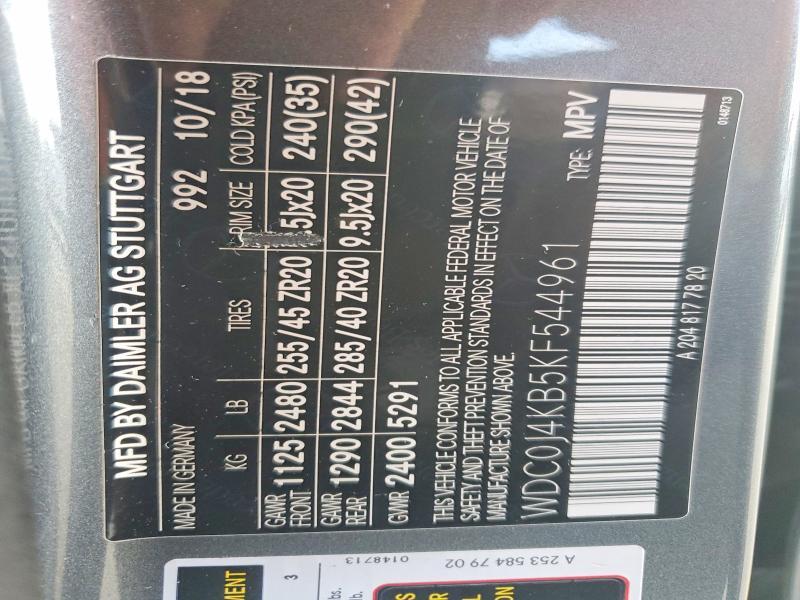 MFD BY DAIMLER AG STUTTGART
MADE IN GERMANY 992 10/18
KG LB TIRES RIM SIZE COLD KPA(PSI)
GAWR FRONT 1125 2480 255/45 ZR20 5Jx20 240(35)
GAWR REAR 1290 2844 285/40 ZR20 9.5Jx20 290(42)
GVWR 2400 5291
THIS VEHICLE CONFORMS TO ALL APPLICABLE FEDERAL MOTOR VEHICLE
SAFETY AND THEFT PREVENTION STANDARDS IN EFFECT ON THE DATE OF
MANUFACTURE SHOWN ABOVE.
WDC0J4KB5KF544961 TYPE: MPV
A 204 817 78 20
0148713
A 253 584 79 02
0148713
3